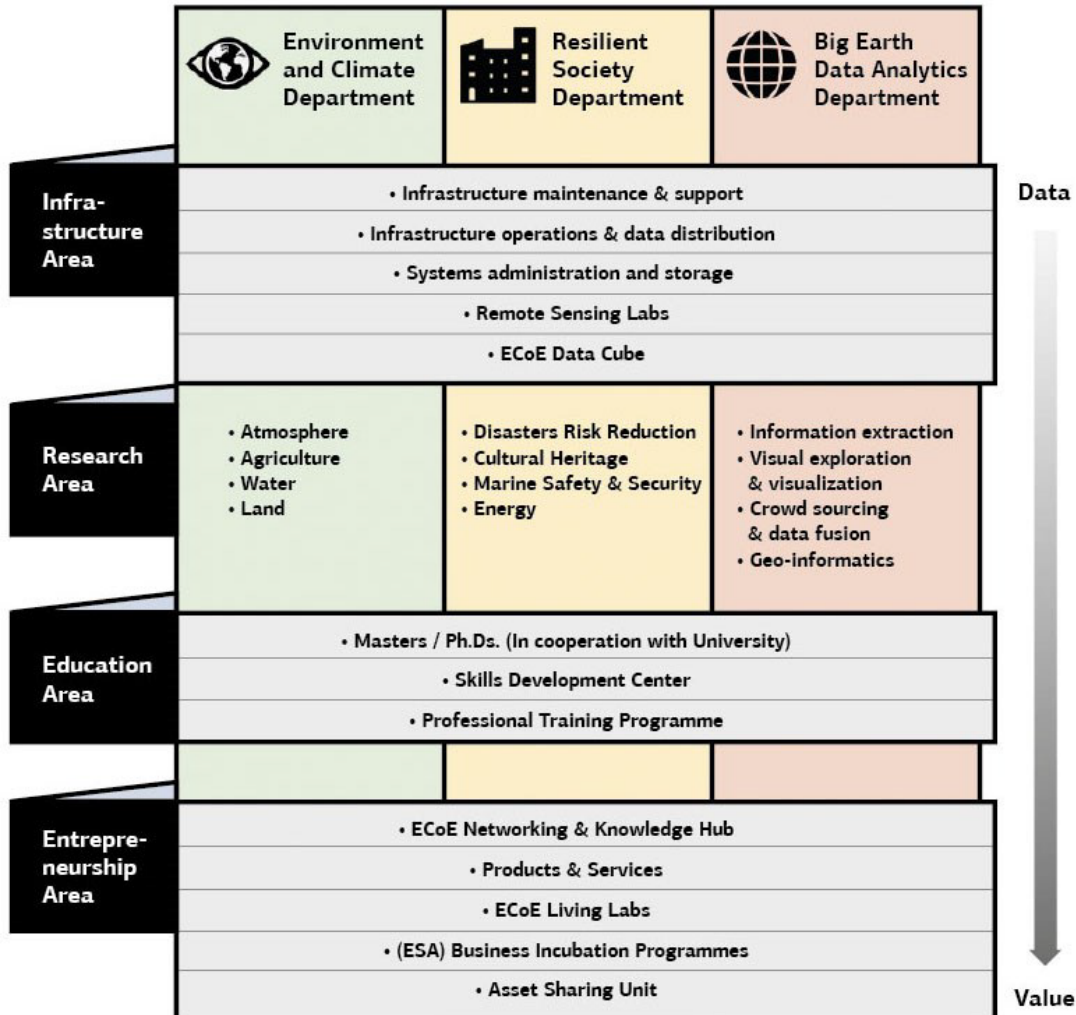 Environment
and Climate
Department
Resilient
Society
Department
Big Earth
Data Analytics
Department
Infra-
structure
Area
• Infrastructure maintenance & support
• Infrastructure operations & data distribution
• Systems administration and storage
• Remote Sensing Labs
• ECoE Data Cube
Data
Research
Area
• Atmosphere
• Agriculture
• Water
• Land
• Disasters Risk Reduction
• Cultural Heritage
• Marine Safety & Security
• Energy
• Information extraction
• Visual exploration
& visualization
• Crowd sourcing
& data fusion
• Geo-informatics
Education
Area
• Masters / Ph.Ds. (In cooperation with University)
• Skills Development Center
• Professional Training Programme
Entrepre-
neurship
Area
• ECoE Networking & Knowledge Hub
• Products & Services
• ECoE Living Labs
• (ESA) Business Incubation Programmes
• Asset Sharing Unit
Value